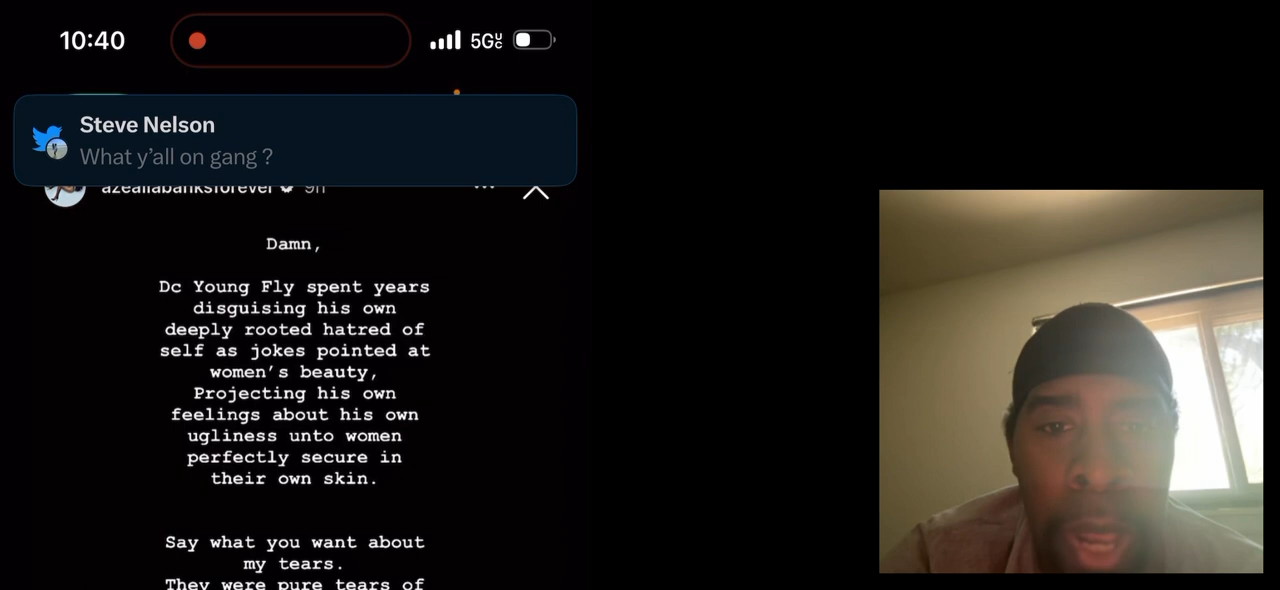 10:40
5GUC
Steve Nelson
What y'all on gang ?
azealiabanksforever 9h
Damn,
Dc Young Fly spent years
disguising his own
deeply rooted hatred of
self as jokes pointed at
women's beauty,
Projecting his own
feelings about his own
ugliness unto women
perfectly secure in
their own skin.
Say what you want about
my tears.
They were pure tears of